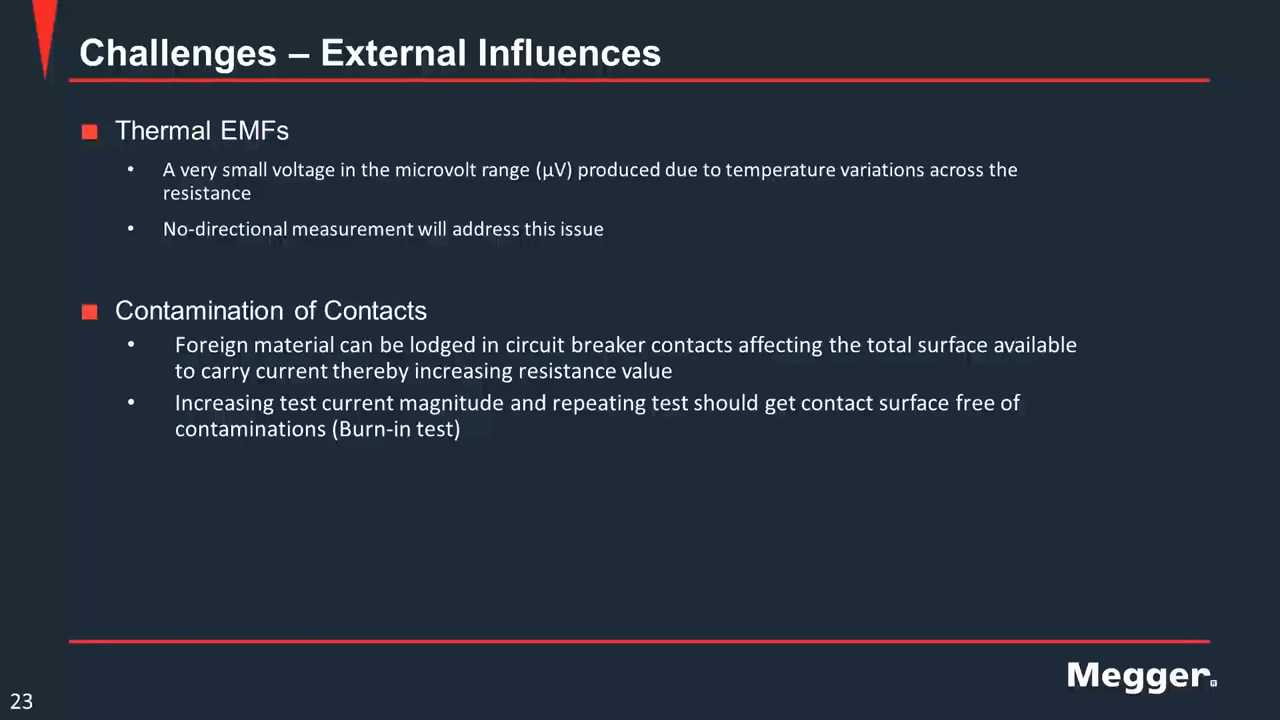 Challenges – External Influences
Thermal EMFs
• A very small voltage in the microvolt range (µV) produced due to temperature variations across the
resistance
• No-directional measurement will address this issue
Contamination of Contacts
• Foreign material can be lodged in circuit breaker contacts affecting the total surface available
to carry current thereby increasing resistance value
• Increasing test current magnitude and repeating test should get contact surface free of
contaminations (Burn-in test)
Megger®
23